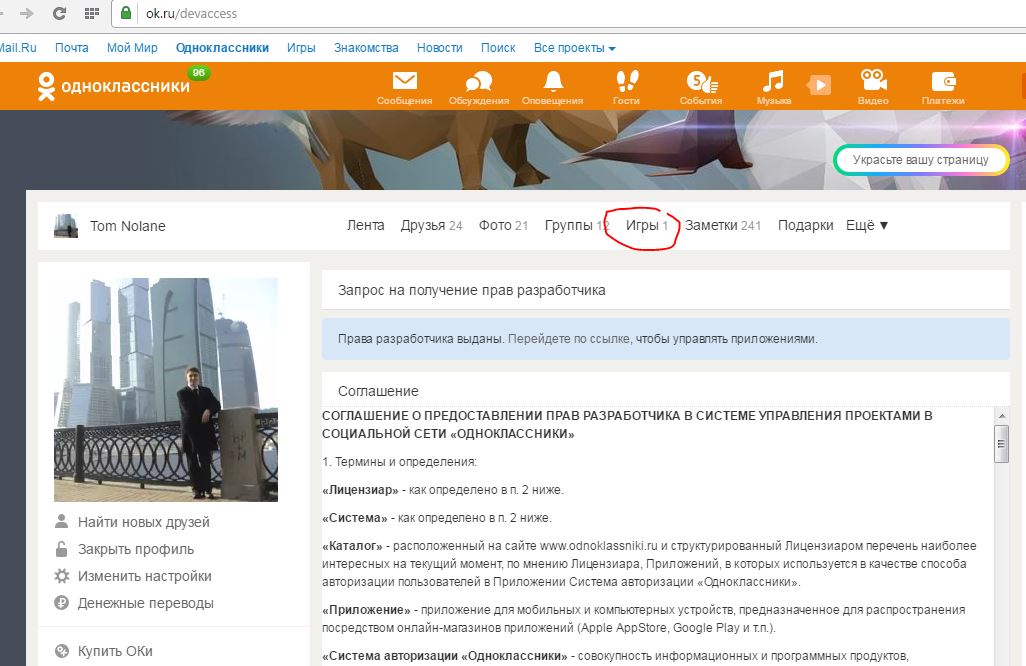 ok.ru/devaccess
Mail.Ru Почта Мой Мир Одноклассники Игры Знакомства Новости Поиск Все проекты
одноклассники 96
Сообщения Обсуждения Оповещения Гости События Музыка Видео Платежи
5
Украсьте вашу страницу
Tom Nolane Лента Друзья 24 Фото 21 Группы 12 Игры 1 Заметки 241 Подарки Ещё ▼
Запрос на получение прав разработчика
Права разработчика выданы. Перейдете по ссылке, чтобы управлять приложениями.
Соглашение
СОГЛАШЕНИЕ О ПРЕДОСТАВЛЕНИИ ПРАВ РАЗРАБОТЧИКА В СИСТЕМЕ УПРАВЛЕНИЯ ПРОЕКТАМИ В
СОЦИАЛЬНОЙ СЕТИ «ОДНОКЛАССНИКИ»
1. Термины и определения:
«Лицензиар» - как определено в п. 2 ниже.
«Система» - как определено в п. 2 ниже.
«Каталог» - расположенный на сайте www.odnoklassniki.ru и структурированный Лицензиаром перечень наиболее
интересных на текущий момент, по мнению Лицензиара, Приложений, в которых используется в качестве способа
авторизации пользователей в Приложении Система авторизации «Одноклассники».
«Приложение» - приложение для мобильных и компьютерных устройств, предназначенное для распространения
посредством онлайн-магазинов приложений (Apple AppStore, Google Play и т.п.).
«Система авторизации «Одноклассники» - совокупность информационных и программных продуктов,
Найти новых друзей
Закрыть профиль
Изменить настройки
Денежные переводы
Купить ОКи